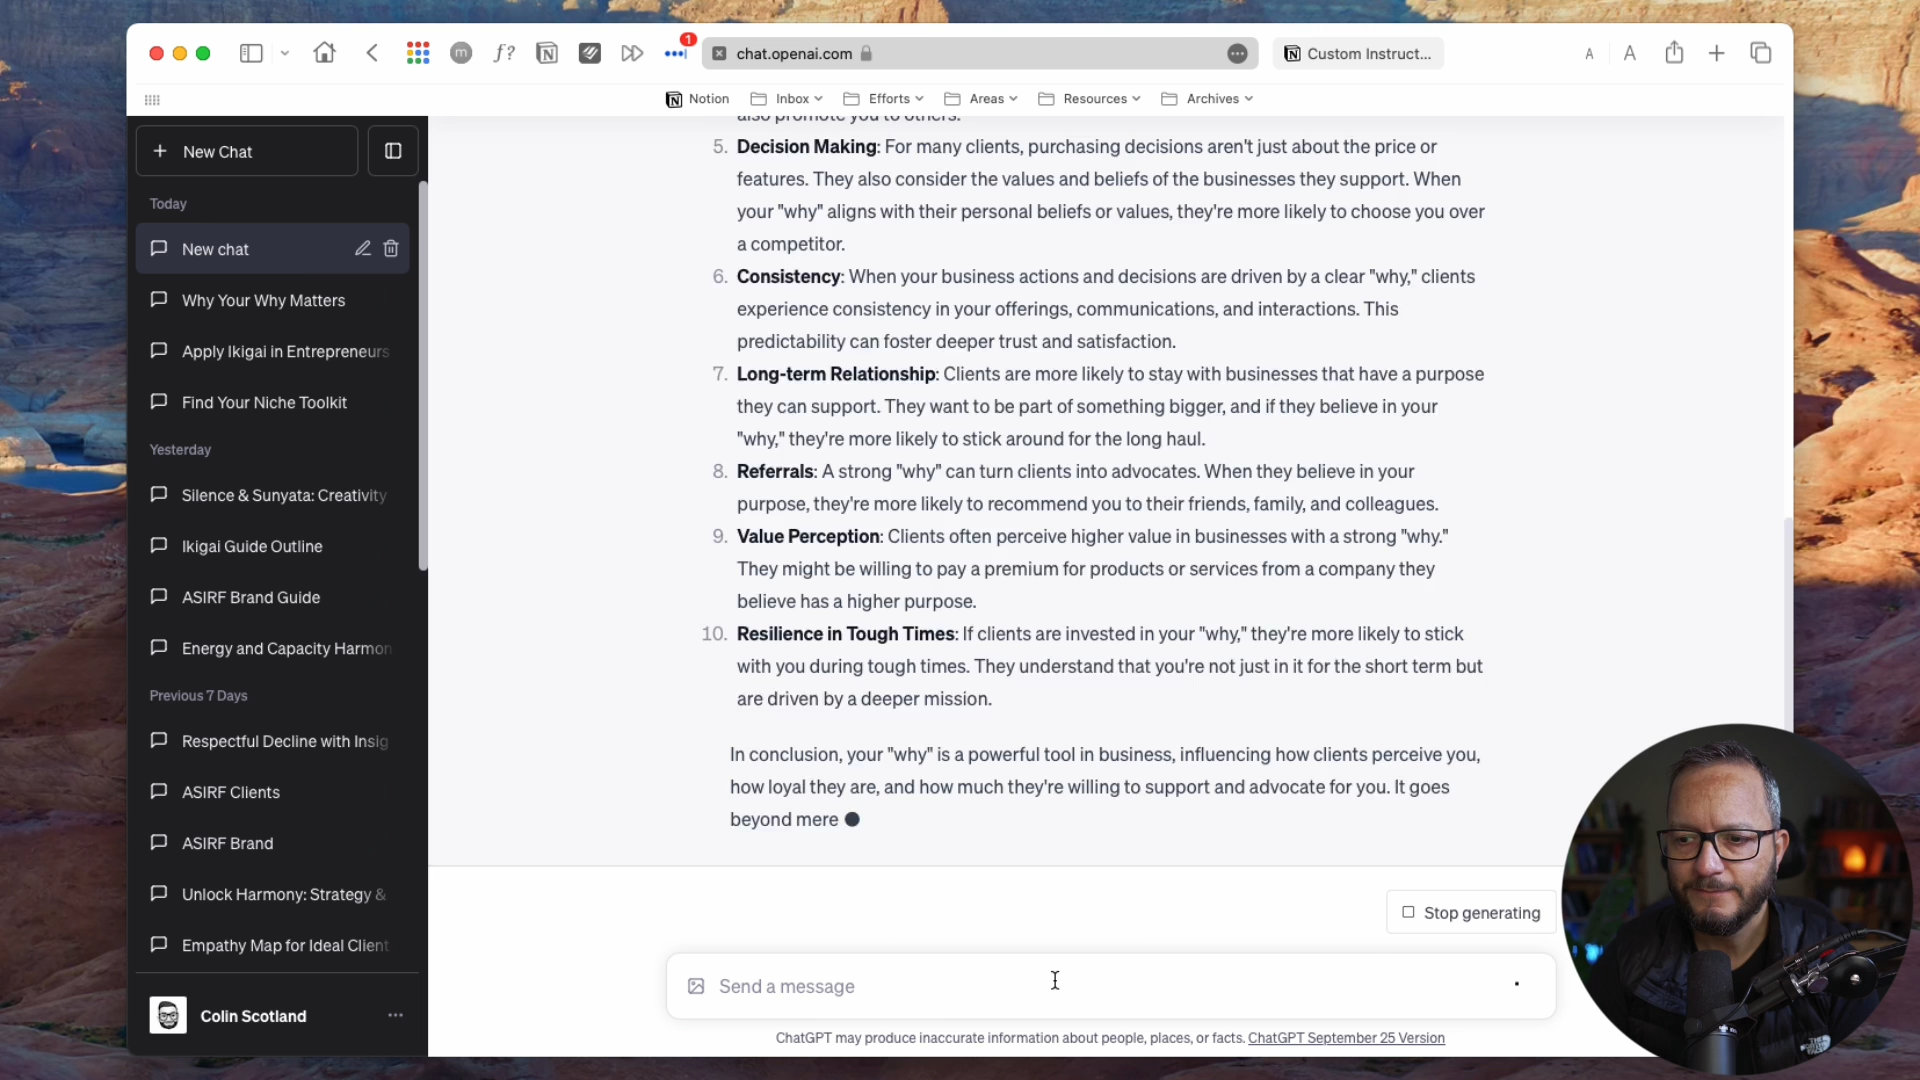 1
m
f?
chat.openai.com
Custom Instruct...
A
A
Notion
Inbox
Efforts
Areas
Resources
Archives
New Chat
Today
New chat
Why Your Why Matters
Apply Ikigai in Entrepreneurs
Find Your Niche Toolkit
Yesterday
Silence & Sunyata: Creativity
Ikigai Guide Outline
ASIRF Brand Guide
Energy and Capacity Harmon
Previous 7 Days
Respectful Decline with Insig
ASIRF Clients
ASIRF Brand
Unlock Harmony: Strategy &
Empathy Map for Ideal Client
Colin Scotland
also promote you to others.
5. Decision Making: For many clients, purchasing decisions aren't just about the price or
features. They also consider the values and beliefs of the businesses they support. When
your "why" aligns with their personal beliefs or values, they're more likely to choose you over
a competitor.
6. Consistency: When your business actions and decisions are driven by a clear "why," clients
experience consistency in your offerings, communications, and interactions. This
predictability can foster deeper trust and satisfaction.
7. Long-term Relationship: Clients are more likely to stay with businesses that have a purpose
they can support. They want to be part of something bigger, and if they believe in your
"why," they're more likely to stick around for the long haul.
8. Referrals: A strong "why" can turn clients into advocates. When they believe in your
purpose, they're more likely to recommend you to their friends, family, and colleagues.
9. Value Perception: Clients often perceive higher value in businesses with a strong "why."
They might be willing to pay a premium for products or services from a company they
believe has a higher purpose.
10. Resilience in Tough Times: If clients are invested in your "why," they're more likely to stick
with you during tough times. They understand that you're not just in it for the short term but
are driven by a deeper mission.
In conclusion, your "why" is a powerful tool in business, influencing how clients perceive you,
how loyal they are, and how much they're willing to support and advocate for you. It goes
beyond mere
Stop generating
Send a message
ChatGPT may produce inaccurate information about people, places, or facts. ChatGPT September 25 Version